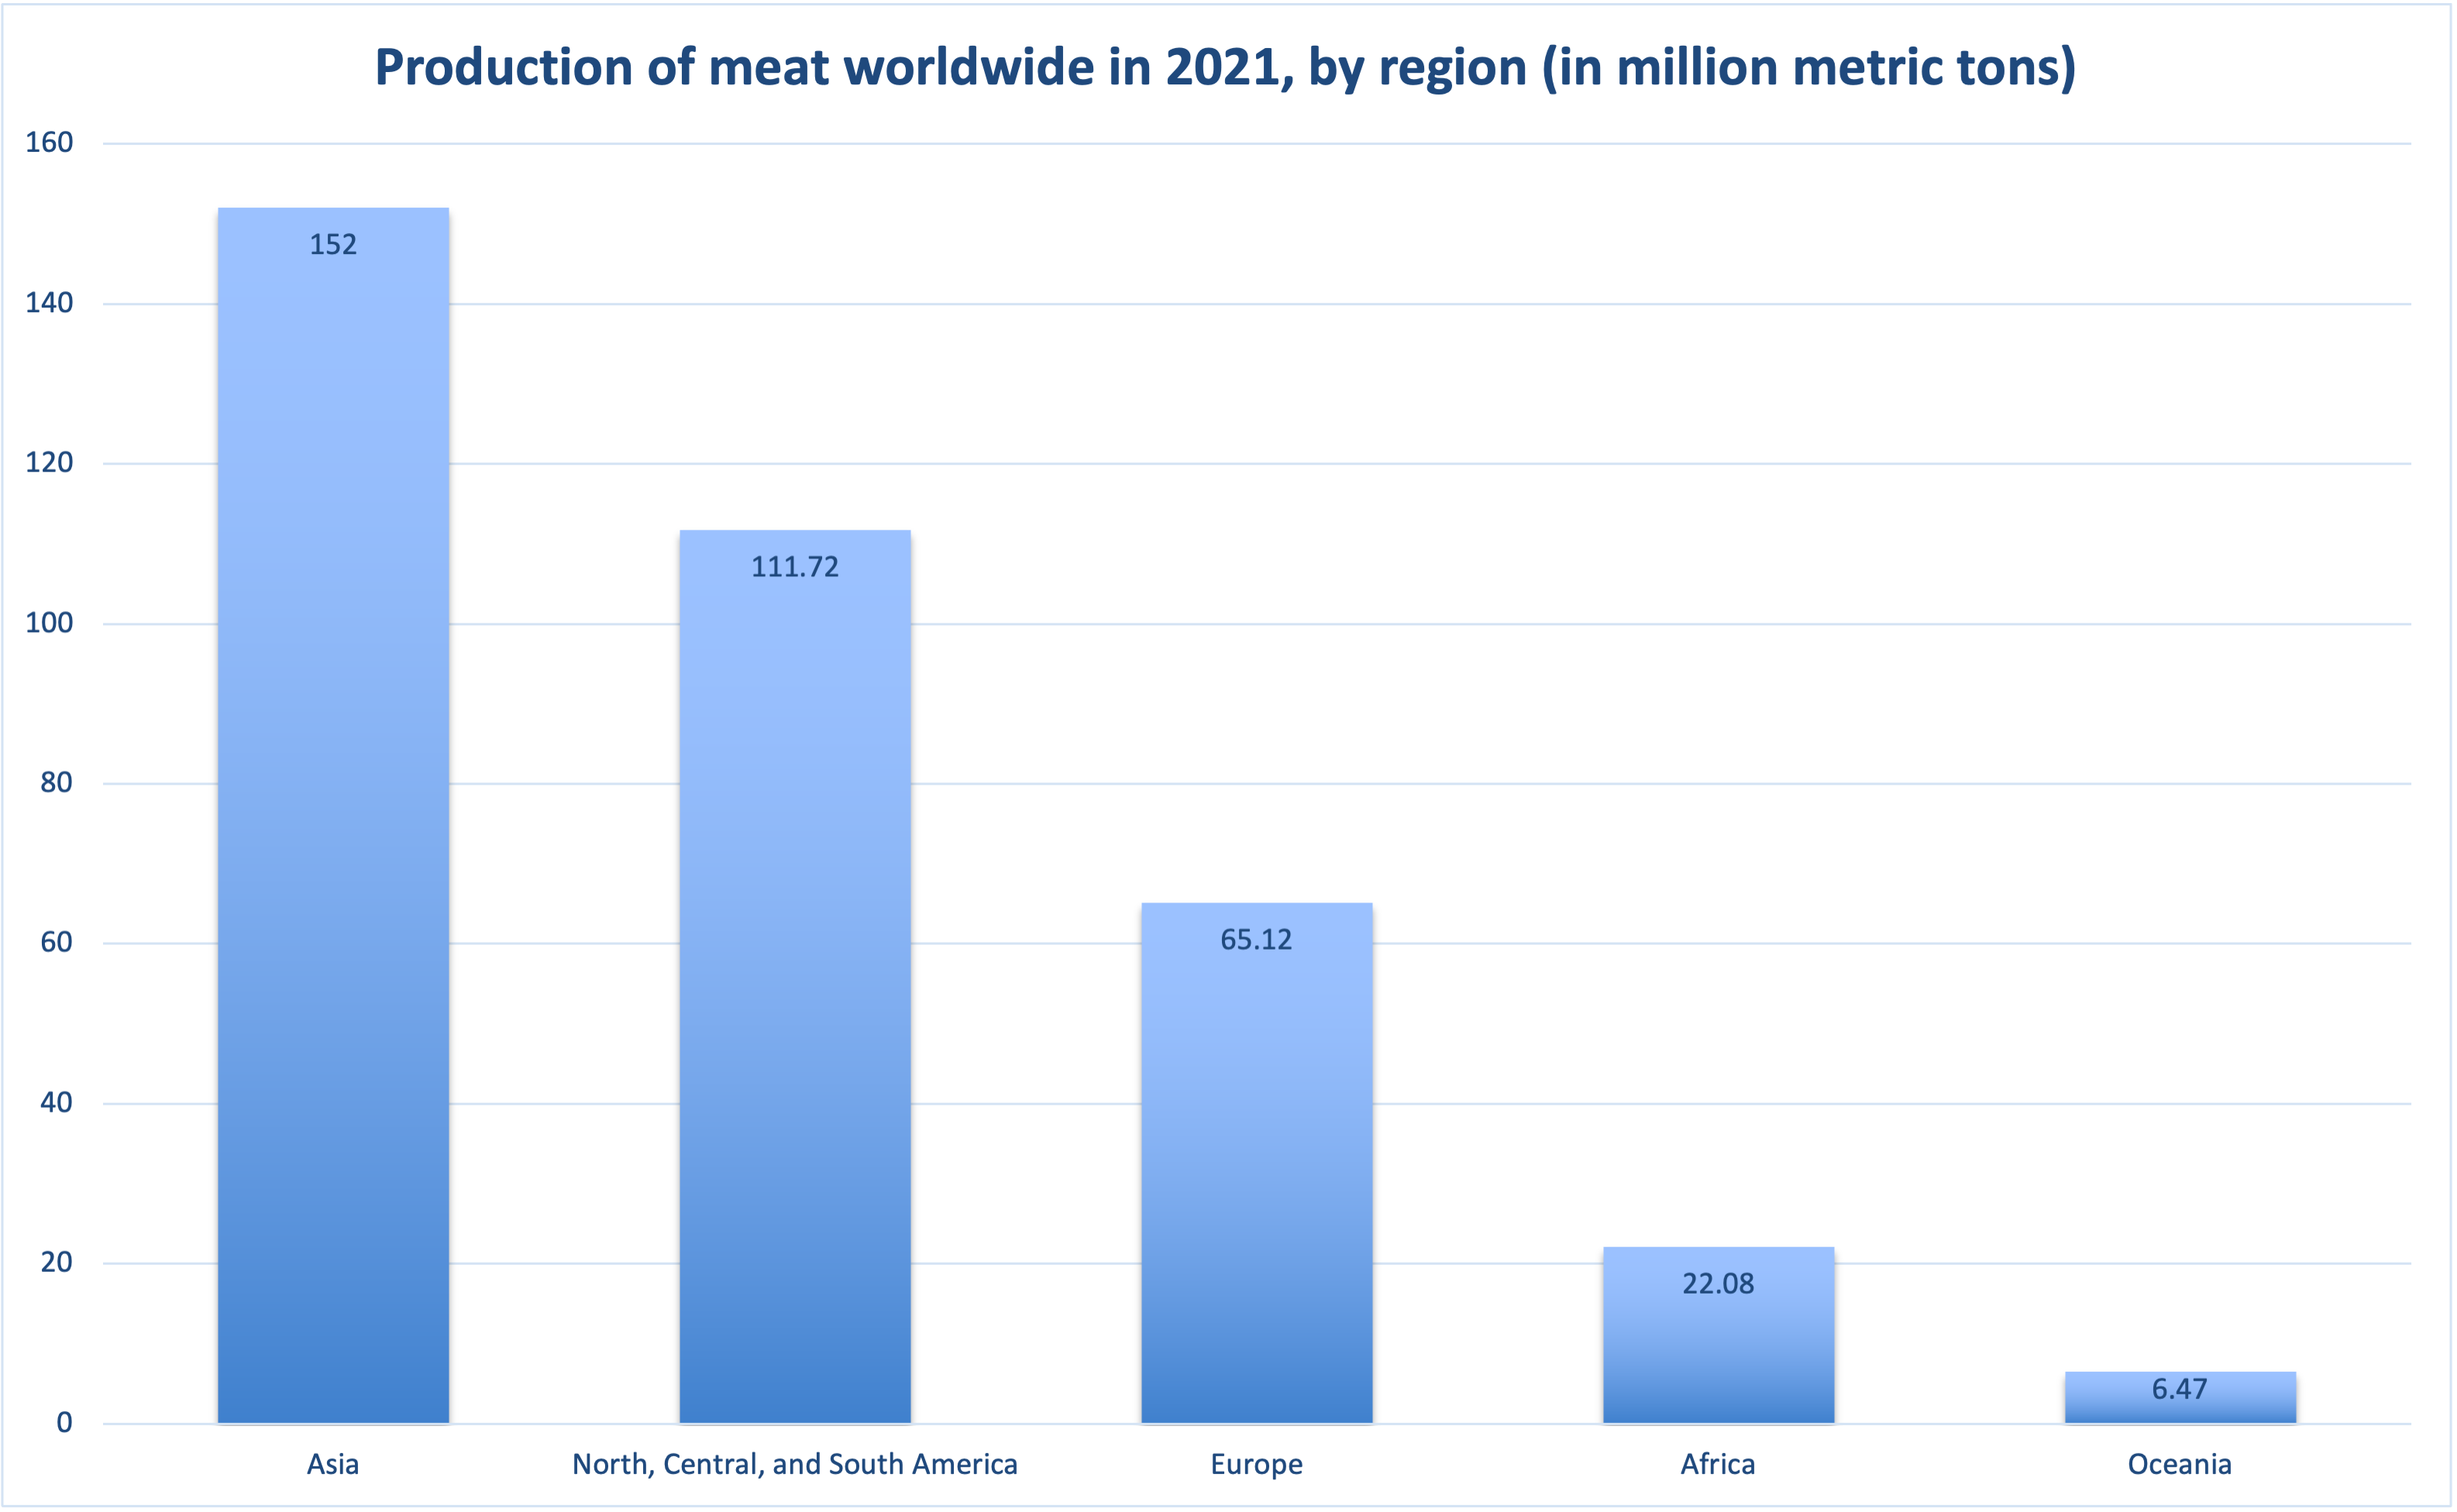 Production of meat worldwide in 2021, by region (in million metric tons)
160
140
120
100
80
60
40
20
0
152
111.72
65.12
22.08
6.47
Asia
North, Central, and South America
Europe
Africa
Oceania